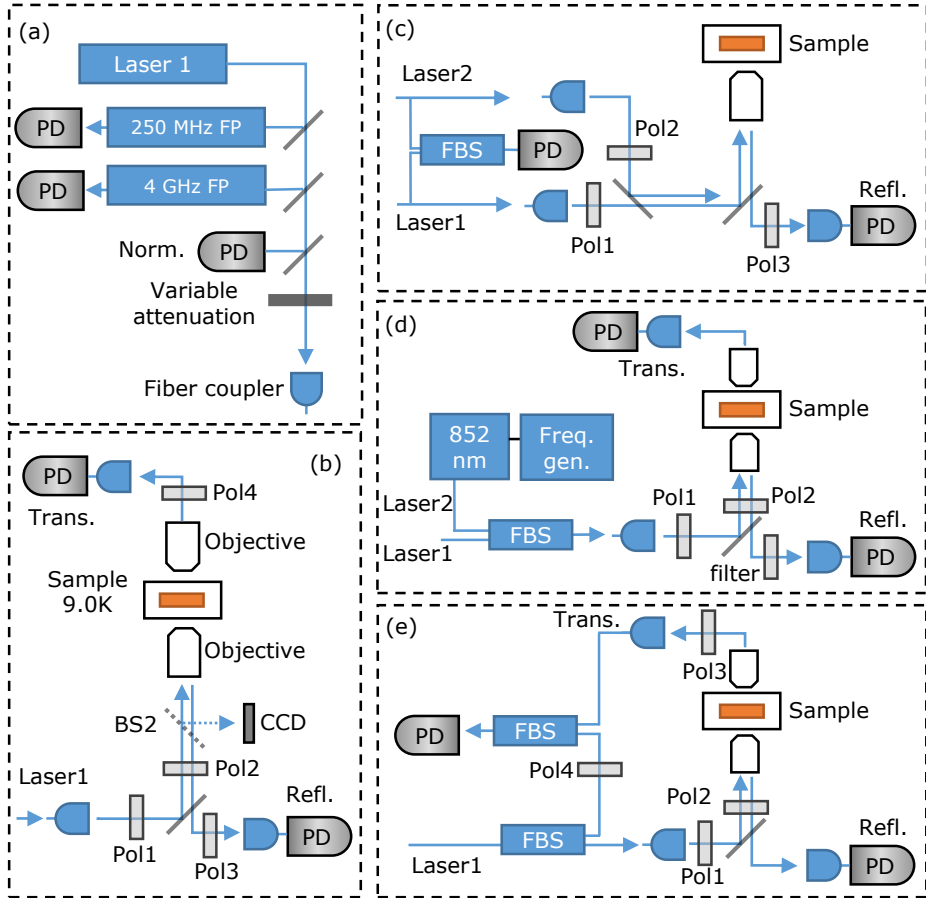 (a)
Laser 1
PD
250 MHz FP
PD
4 GHz FP
Norm.
PD
Variable
attenuation
Fiber coupler
(b)
PD
Trans.
Pol4
Objective
Sample
9.0K
Objective
BS2
CCD
Pol2
Laser1
Pol1
Pol3
Refl.
PD
(c)
Sample
Laser2
Pol2
FBS
PD
Laser1
Pol1
Pol3
Refl.
PD
(d)
PD
Trans.
Sample
852
nm
Freq.
gen.
Laser2
Laser1
FBS
Pol1
Pol2
filter
Refl.
PD
(e)
Trans.
Pol3
Sample
PD
FBS
Pol4
Pol2
FBS
Laser1
Pol1
Refl.
PD